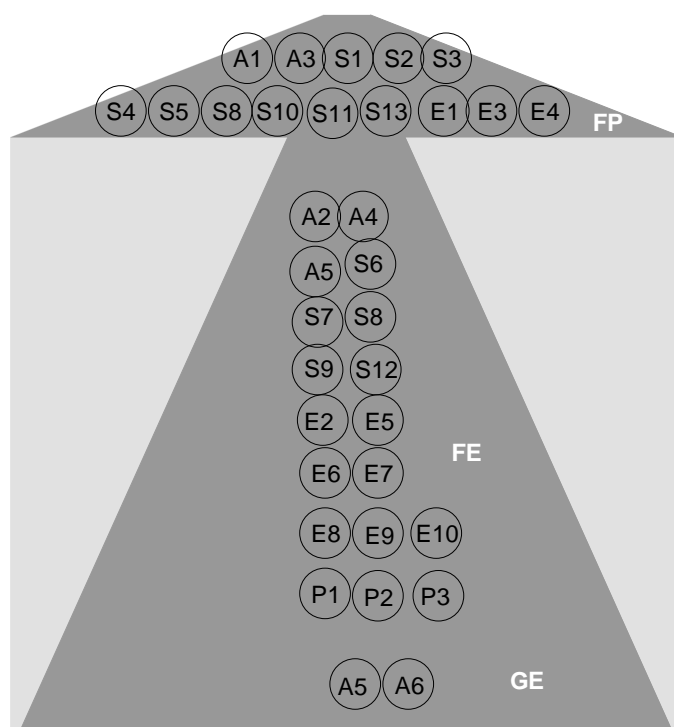 A1 A3 S1 S2 S3
S4 S5 S8 S10 S11 S13 E1 E3 E4 FP
A2 A4
A5 S6
S7 S8
S9 S12
E2 E5
FE
E6 E7
E8 E9 E10
P1 P2 P3
A5 A6 GE